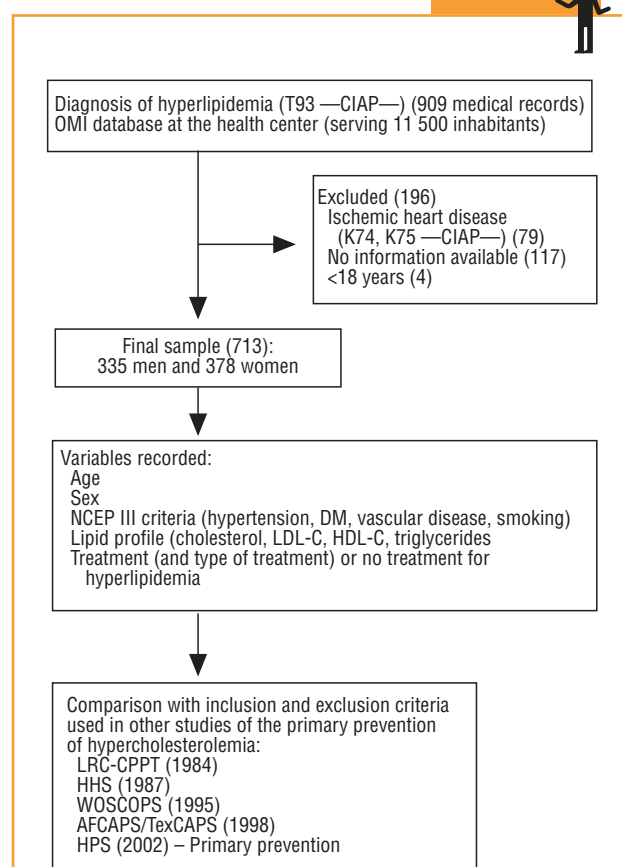 Diagnosis of hyperlipidemia (T93 —CIAP—) (909 medical records)
OMI database at the health center (serving 11 500 inhabitants)
Excluded (196)
Ischemic heart disease
(K74, K75 —CIAP—) (79)
No information available (117)
<18 years (4)
Final sample (713):
335 men and 378 women
Variables recorded:
Age
Sex
NCEP III criteria (hypertension, DM, vascular disease, smoking)
Lipid profile (cholesterol, LDL-C, HDL-C, triglycerides
Treatment (and type of treatment) or no treatment for
hyperlipidemia
Comparison with inclusion and exclusion criteria
used in other studies of the primary prevention
of hypercholesterolemia:
LRC-CPPT (1984)
HHS (1987)
WOSCOPS (1995)
AFCAPS/TexCAPS (1998)
HPS (2002) – Primary prevention